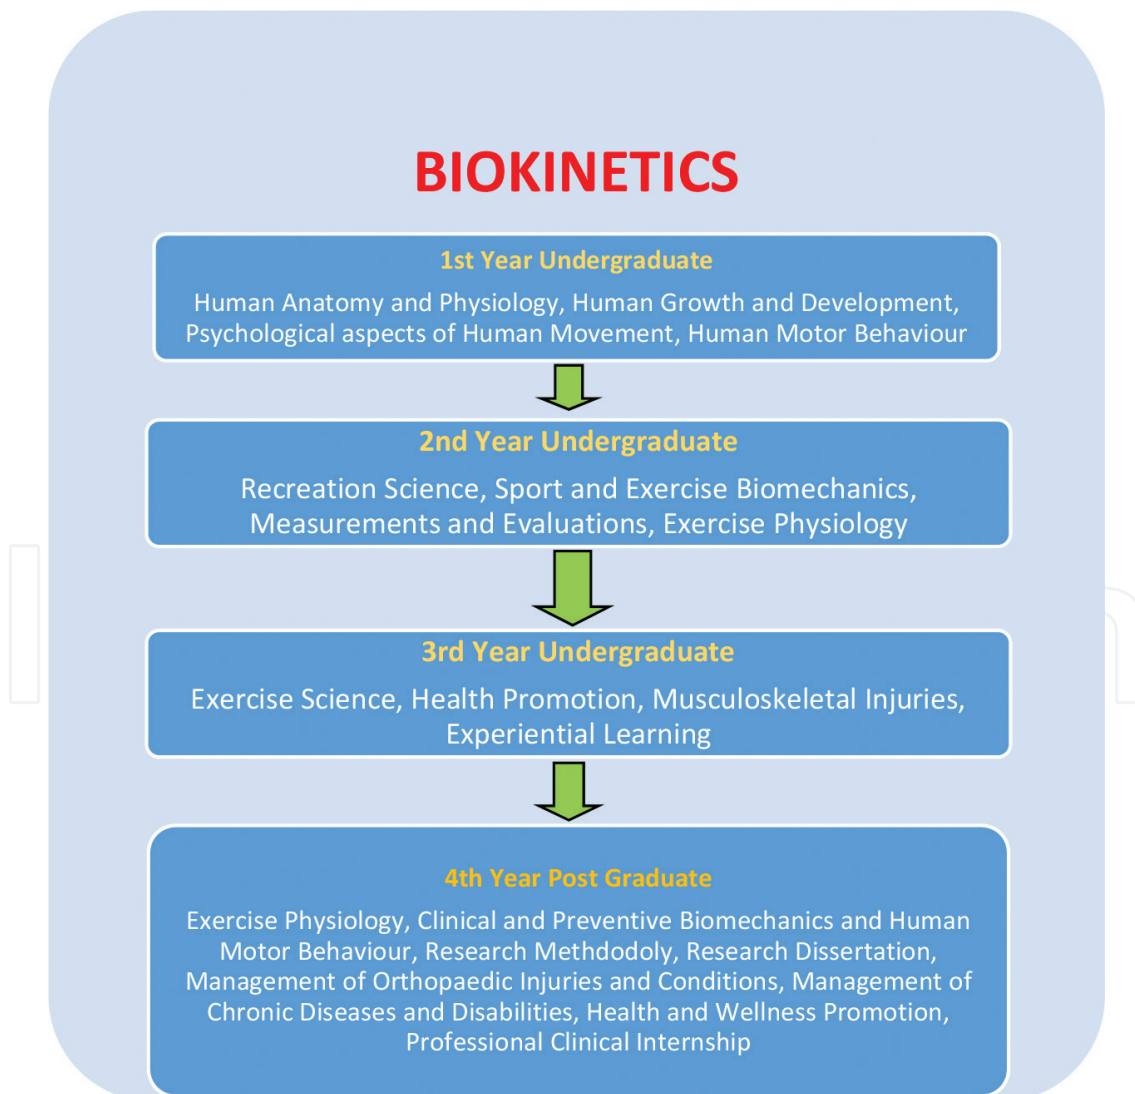 BIOKINETICS
1st Year Undergraduate
Human Anatomy and Physiology, Human Growth and Development,
Psychological aspects of Human Movement, Human Motor Behaviour
2nd Year Undergraduate
Recreation Science, Sport and Exercise Biomechanics,
Measurements and Evaluations, Exercise Physiology
3rd Year Undergraduate
Exercise Science, Health Promotion, Musculoskeletal Injuries,
Experiential Learning
4th Year Post Graduate
Exercise Physiology, Clinical and Preventive Biomechanics and Human
Motor Behaviour, Research Methdodoly, Research Dissertation,
Management of Orthopaedic Injuries and Conditions, Management of
Chronic Diseases and Disabilities, Health and Wellness Promotion,
Professional Clinical Internship